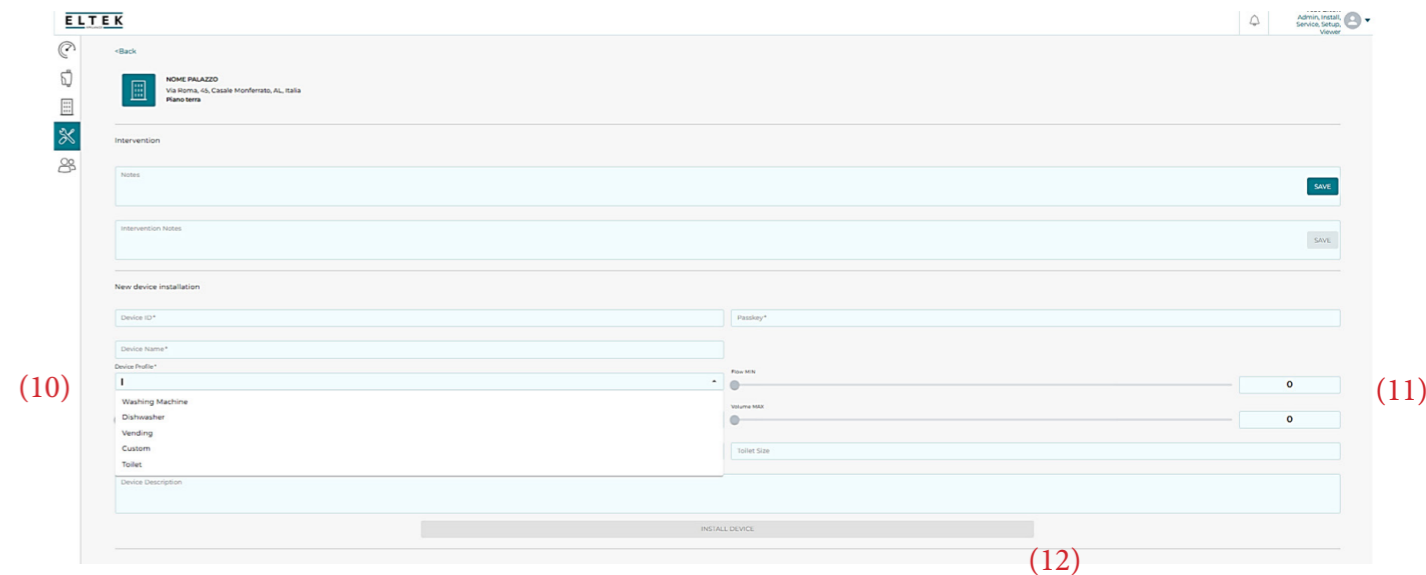 ELTEK
Admin, Install,
Service, Setup,
Viewer
<Back
NOME PALAZZO
Via Roma, 45, Casale Monferrato, AL, Italia
Piano terra
Intervention
Notes
SAVE
Intervention Notes
SAVE
New device installation
Device ID*
Passkey*
Device Name*
Device Profile*
Flow MIN
(10)
0
(11)
Washing Machine
Volume MAX
Dishwasher
0
Vending
Custom
Toilet Size
Toilet
Device Description
INSTALL DEVICE
(12)